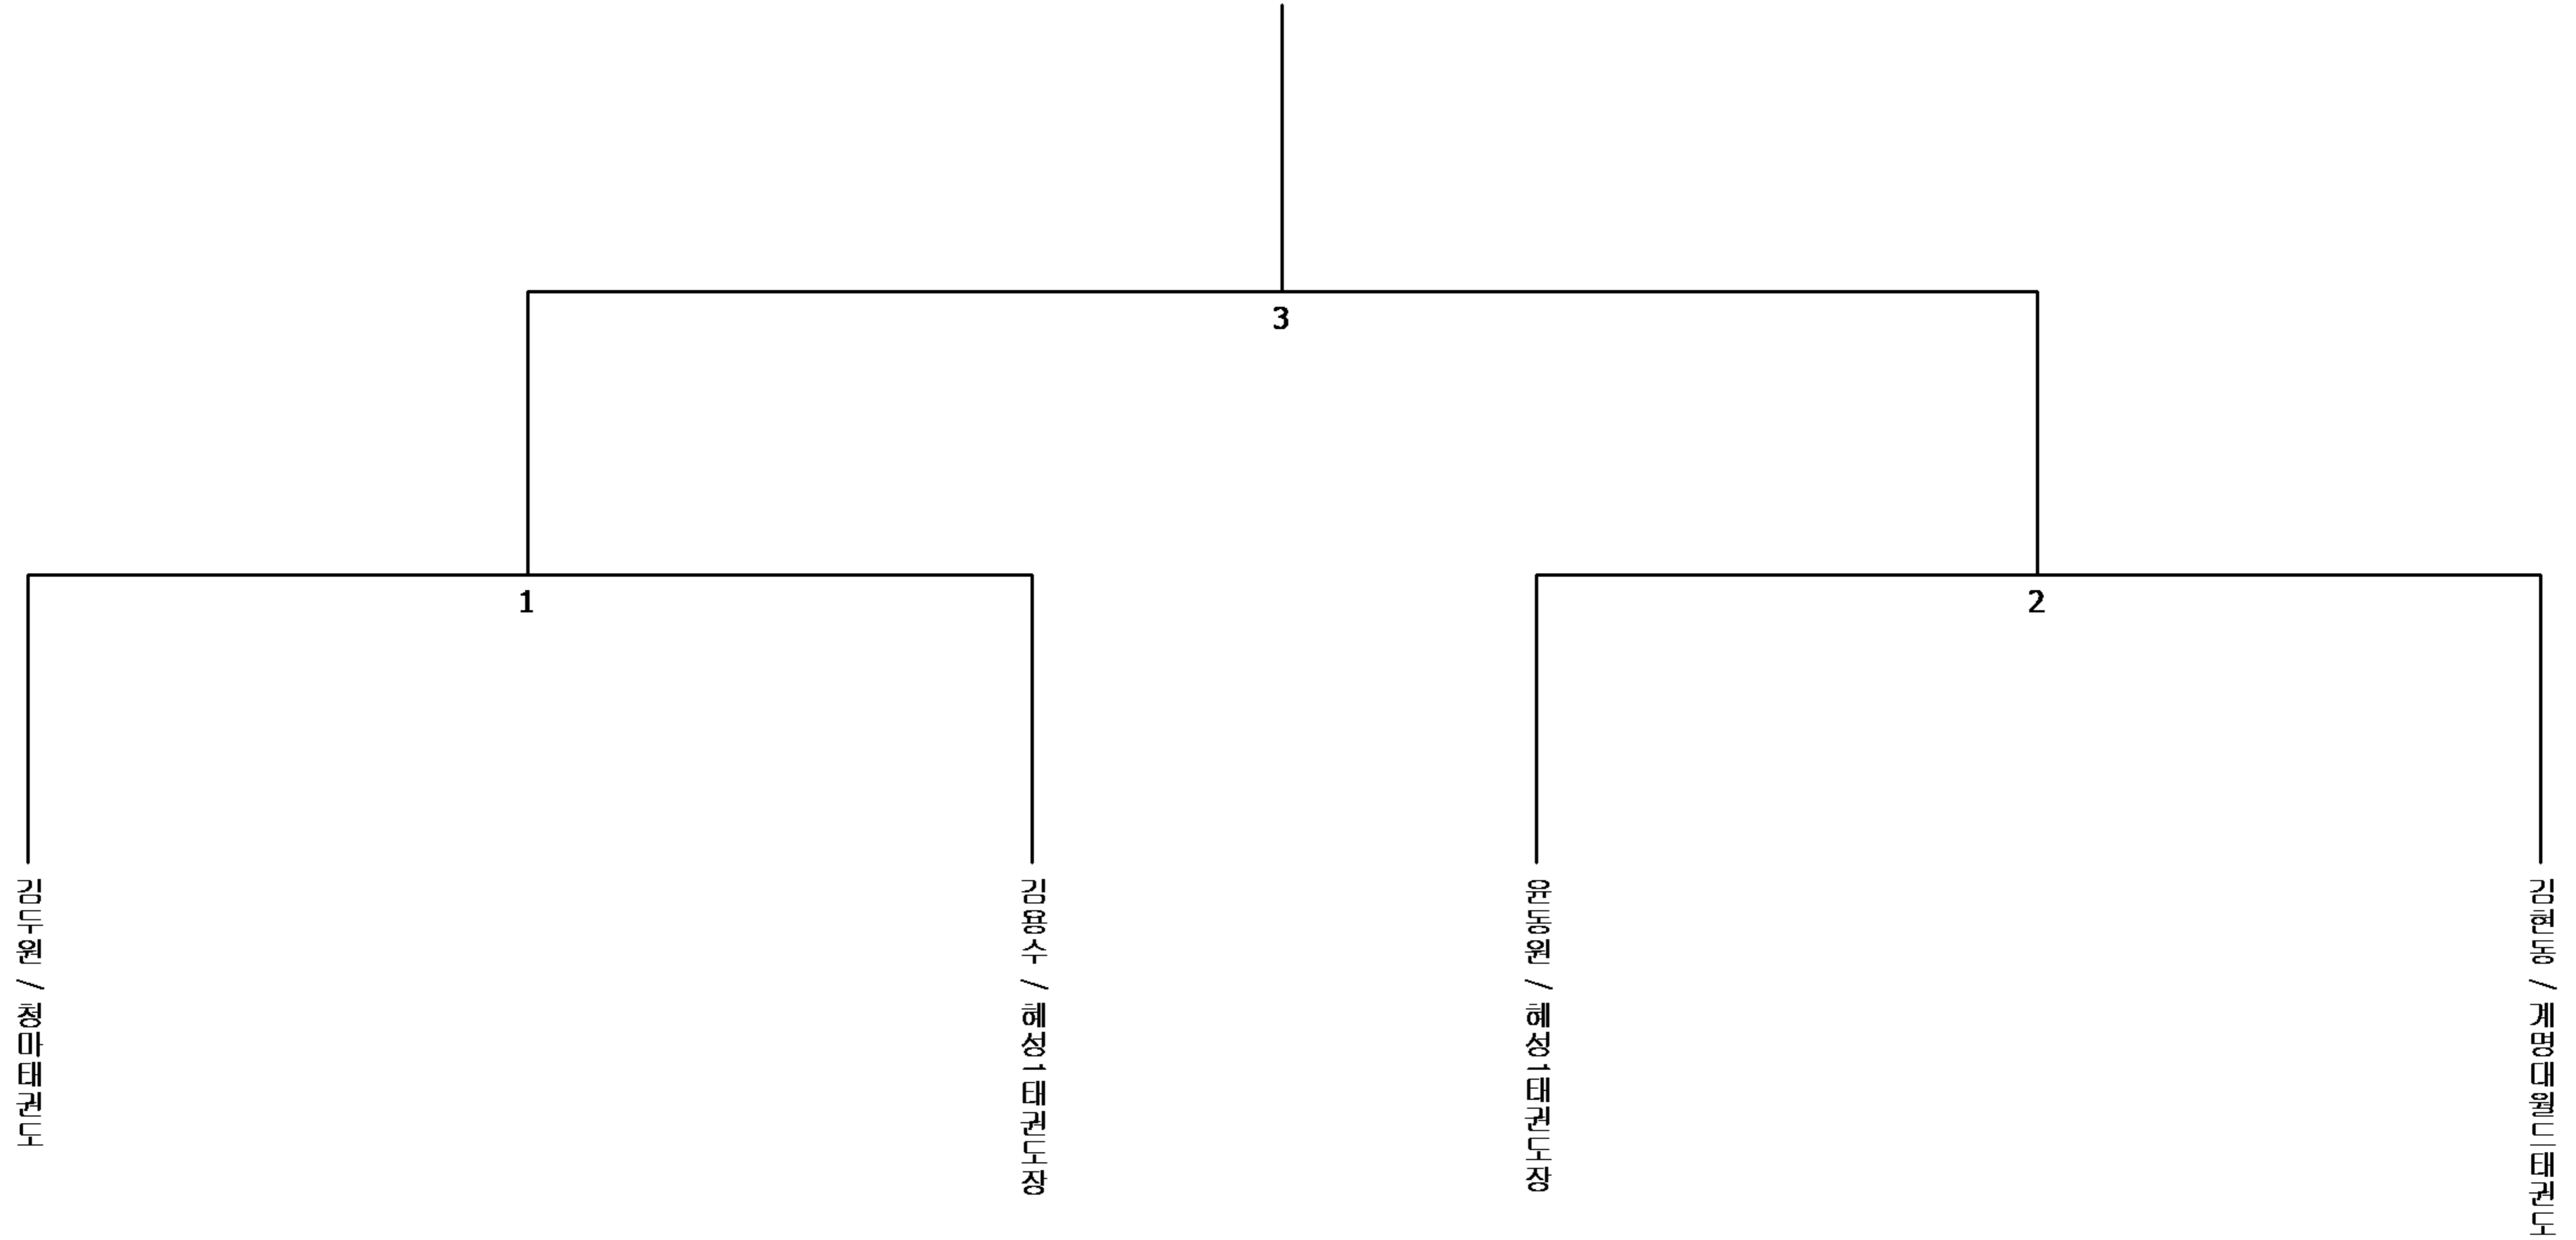 3
1
2
김두원 / 청마태권도
김용수 / 혜성1태권도장
윤동원 / 혜성1태권도장
김현동 / 계명대월드태권도